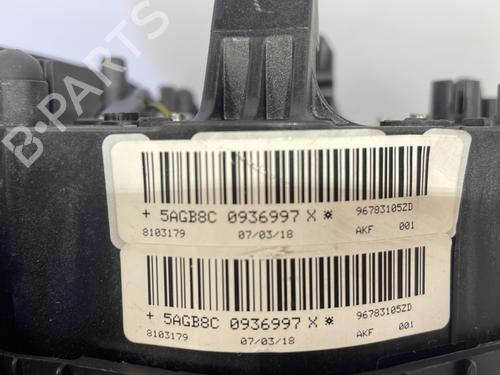 B-PARTS
+ 5AGB8C 0936997 X ✲ 96783105ZD
8103179 07/03/18 AKF 001
+ 5AGB8C 0936997 X ✲ 96783105ZD
8103179 07/03/18 AKF 001